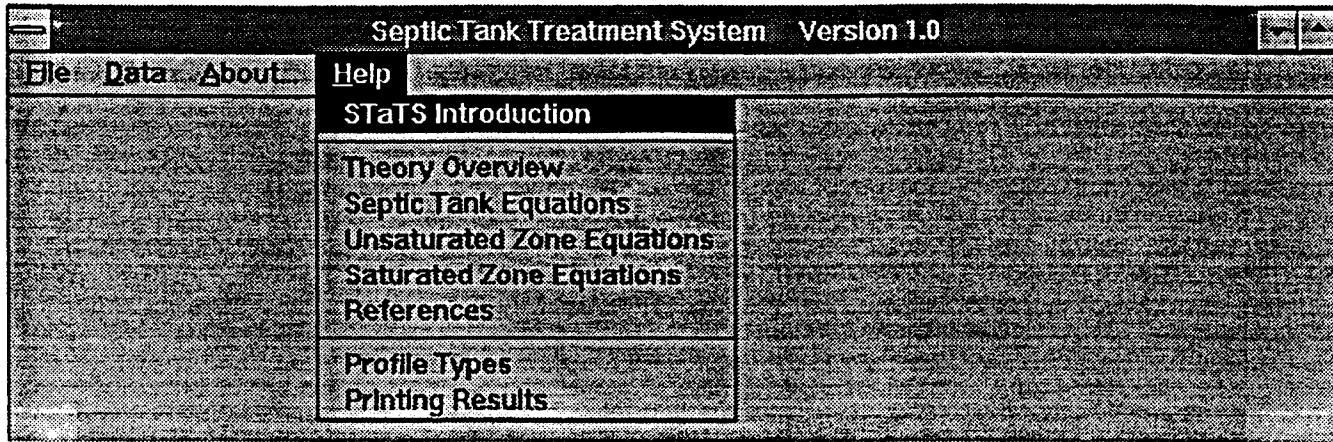 Septic Tank Treatment System Version 1.0
File Data About... Help
STaTS Introduction
Theory Overview
Septic Tank Equations
Unsaturated Zone Equations
Saturated Zone Equations
References
Profile Types
Printing Results